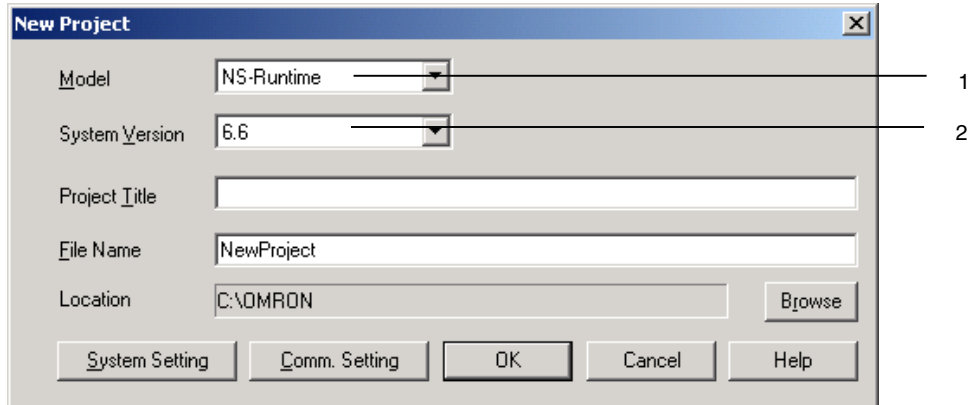 New Project
Model NS-Runtime 1
System Version 6.6 2
Project Title
File Name NewProject
Location C:\OMRON Browse
System Setting Comm. Setting OK Cancel Help